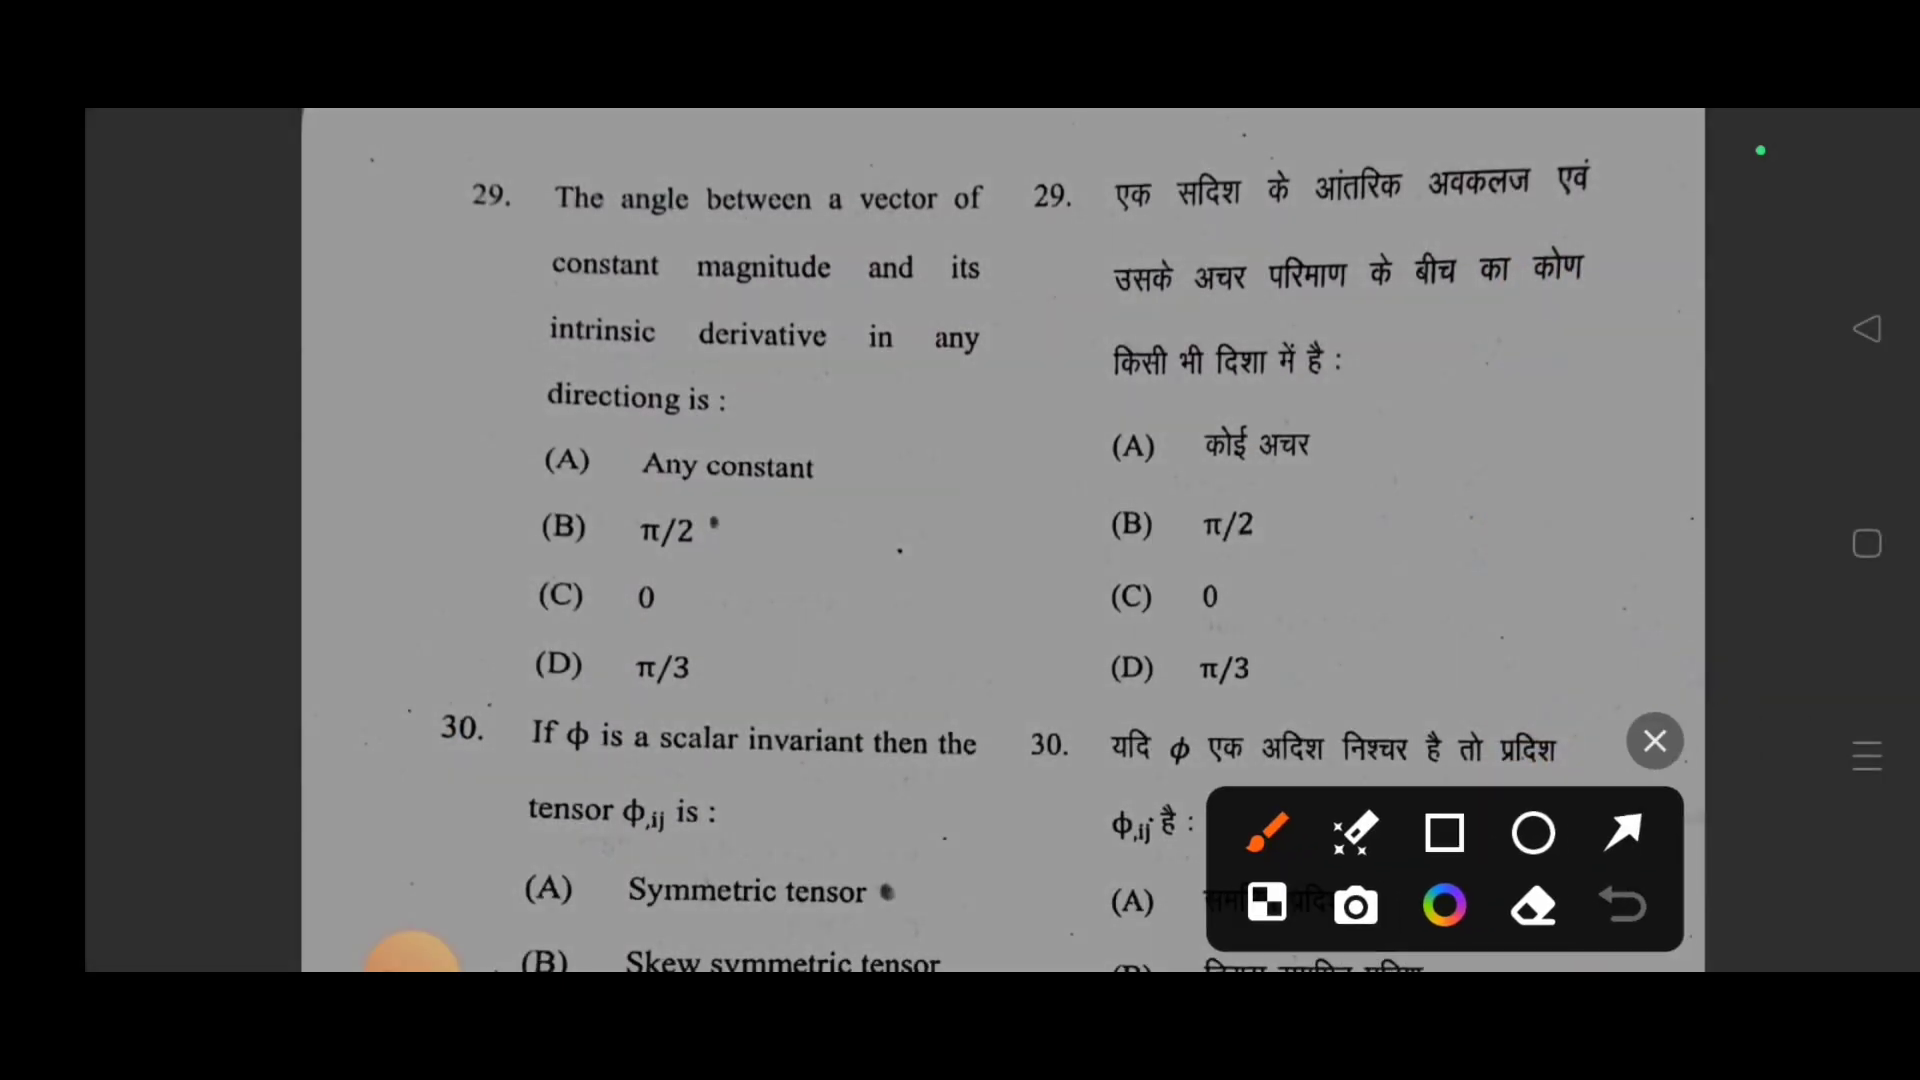 29. The angle between a vector of
constant magnitude and its
intrinsic derivative in any
directiong is :
(A) Any constant
(B) π/2
(C) 0
(D) π/3
30. If ϕ is a scalar invariant then the
tensor ϕ,ij is :
(A) Symmetric tensor
(B) Skew symmetric tensor
29. एक सदिश के आंतरिक अवकलज एवं
उसके अचर परिमाण के बीच का कोण
किसी भी दिशा में है :
(A) कोई अचर
(B) π/2
(C) 0
(D) π/3
30. यदि ϕ एक अदिश निश्चर है तो प्रदिश
ϕ,ij है :
(A)
(B)